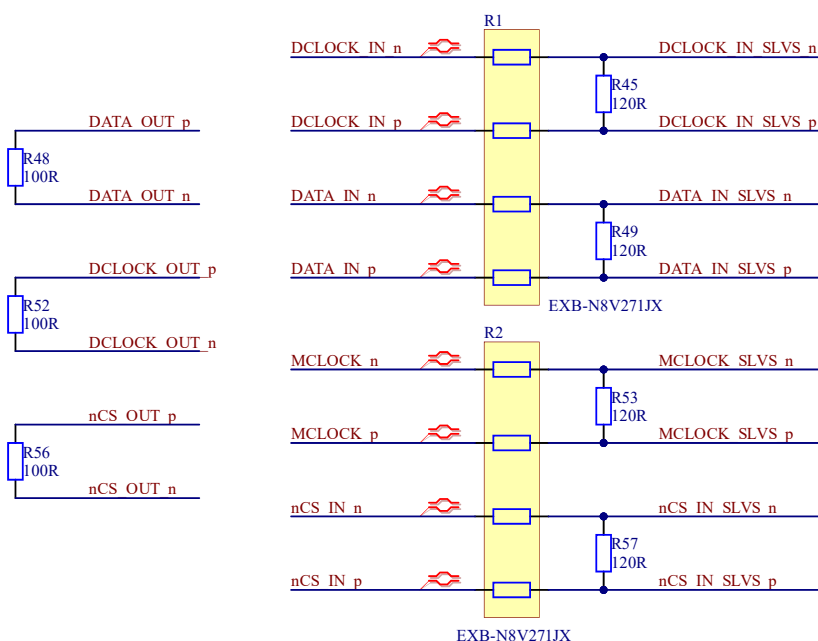 R1
DCLOCK_IN_n
DCLOCK_IN_SLVS_n
R45
120R
DCLOCK_IN_p
DCLOCK_IN_SLVS_p
DATA_OUT_p
R48
100R
DATA_OUT_n
DATA_IN_n
DATA_IN_SLVS_n
R49
120R
DATA_IN_p
DATA_IN_SLVS_p
EXB-N8V271JX
DCLOCK_OUT_p
R52
100R
DCLOCK_OUT_n
R2
MCLOCK_n
MCLOCK_SLVS_n
R53
120R
MCLOCK_p
MCLOCK_SLVS_p
nCS_OUT_p
R56
100R
nCS_OUT_n
nCS_IN_n
nCS_IN_SLVS_n
R57
120R
nCS_IN_p
nCS_IN_SLVS_p
EXB-N8V271JX